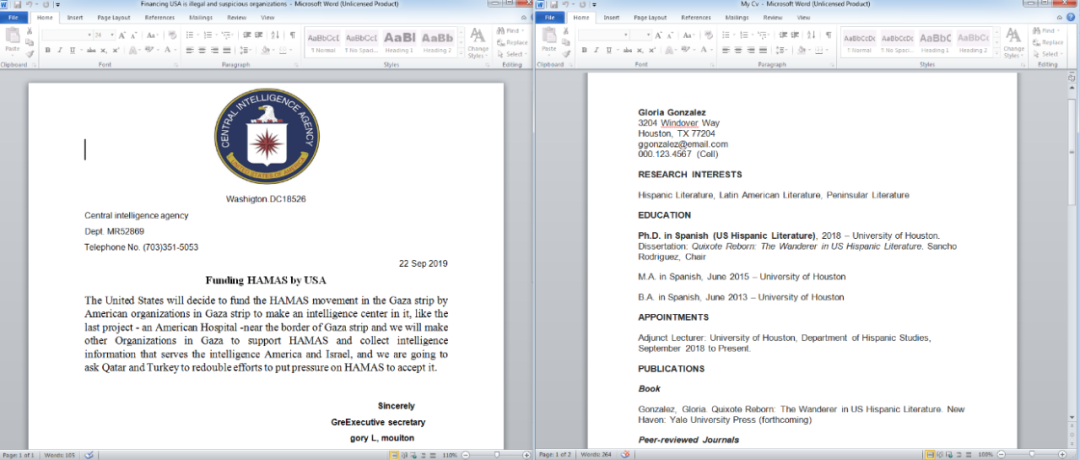 Financing USA is illegal and suspicious organizations. - Microsoft Word (Unlicensed Product)
File Home Insert Page Layout References Mailings Review View
Paste
B I U abc x
AaBbCcI AaBbCcI AaBl AaBb
¶ Normal ¶ No Spaci... Heading 1 Heading 2
Change Styles
Find
Replace
Select
Clipboard Font Paragraph Styles Editing
CENTRAL INTELLIGENCE AGENCY
UNITED STATES OF AMERICA
Washigton DC18526
Central intelligence agency
Dept. MR52869
Telephone No. (703)351-5053
22 Sep 2019
Funding HAMAS by USA
The United States will decide to fund the HAMAS movement in the Gaza strip by
American organizations in Gaza strip to make an intelligence center in it, like the
last project - an American Hospital -near the border of Gaza strip and we will make
other Organizations in Gaza to support HAMAS and collect intelligence
information that serves the intelligence America and Israel, and we are going to
ask Qatar and Turkey to redouble efforts to put pressure on HAMAS to accept it.
Sincerely
GreExecutive secretary
gory L, moulton
Page: 1 of 1 Words: 105 110%
My Cv - Microsoft Word (Unlicensed Product)
File Home Insert Page Layout References Mailings Review View
Paste
B I U abc x
AaBbCcDc AaBbCcDc AaBbC AaBbCc
¶ Normal ¶ No Spaci... Heading 1 Heading 2
Change Styles
Find
Replace
Select
Clipboard Font Paragraph Styles Editing
Gloria Gonzalez
3204 Windover Way
Houston, TX 77204
ggonzalez@email.com
000.123.4567 (Cell)
RESEARCH INTERESTS
Hispanic Literature, Latin American Literature, Peninsular Literature
EDUCATION
Ph.D. in Spanish (US Hispanic Literature), 2018 – University of Houston.
Dissertation: Quixote Reborn: The Wanderer in US Hispanic Literature. Sancho
Rodriguez, Chair
M.A. in Spanish, June 2015 – University of Houston
B.A. in Spanish, June 2013 – University of Houston
APPOINTMENTS
Adjunct Lecturer: University of Houston, Department of Hispanic Studies,
September 2018 to Present.
PUBLICATIONS
Book
Gonzalez, Gloria. Quixote Reborn: The Wanderer in US Hispanic Literature. New
Haven: Yale University Press (forthcoming)
Peer-reviewed Journals
Page: 1 of 2 Words: 264 100%